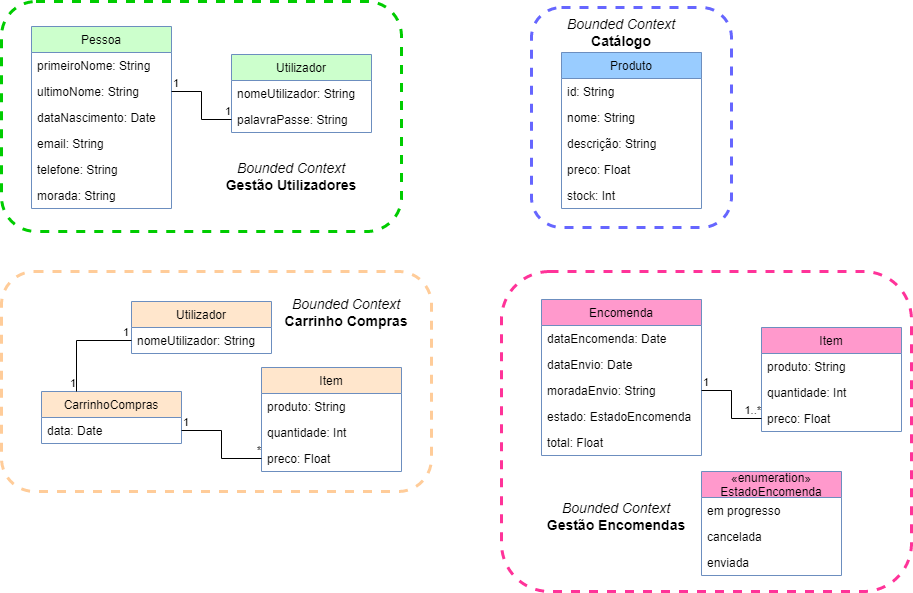 Pessoa
primeiroNome: String
ultimoNome: String
dataNascimento: Date
email: String
telefone: String
morada: String
1
1
Utilizador
nomeUtilizador: String
palavraPasse: String
Bounded Context
Gestão Utilizadores
Bounded Context
Catálogo
Produto
id: String
nome: String
descrição: String
preco: Float
stock: Int
Utilizador
nomeUtilizador: String
Bounded Context
Carrinho Compras
1
1
CarrinhoCompras
data: Date
1
*
Item
produto: String
quantidade: Int
preco: Float
Encomenda
dataEncomenda: Date
dataEnvio: Date
moradaEnvio: String
estado: EstadoEncomenda
total: Float
1
1..*
Item
produto: String
quantidade: Int
preco: Float
Bounded Context
Gestão Encomendas
«enumeration»
EstadoEncomenda
em progresso
cancelada
enviada